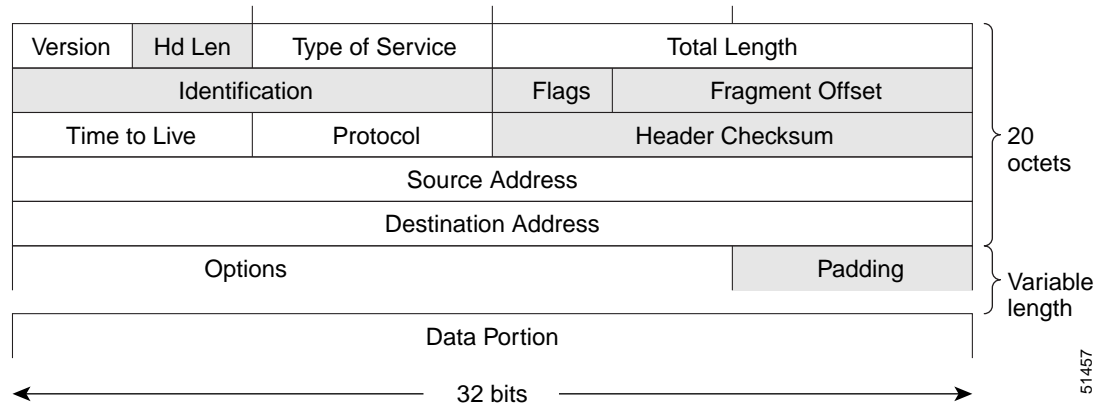 Version Hd Len Type of Service Total Length
Identification Flags Fragment Offset
Time to Live Protocol Header Checksum
20
octets
Source Address
Destination Address
Options Padding
Variable
length
Data Portion
32 bits
51457